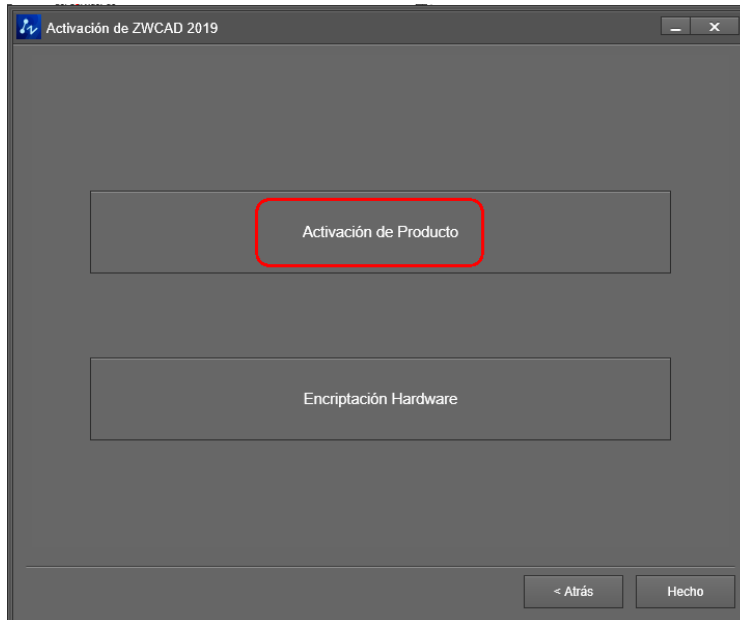 Activación de ZWCAD 2019
Activación de Producto
Encriptación Hardware
< Atrás
Hecho